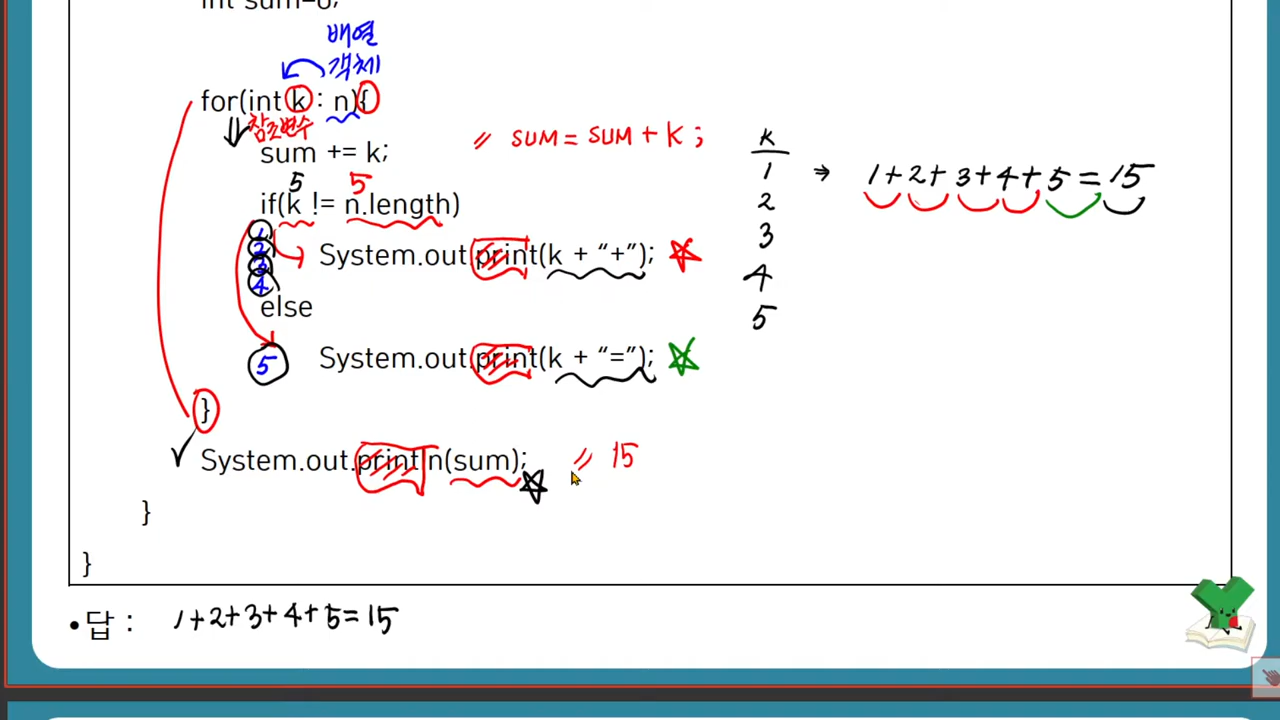 int sum=0;
배열
객체
for(int k : n){
참조변수
sum += k; // SUM = SUM + K ;
5 5
if(k != n.length)
1
2
3
4
System.out.print(k + “+”);
else
5 System.out.print(k + “=”);
}
System.out.println(sum); // 15
}
}
K
1 → 1+2+3+4+5=15
2
3
4
5
•답 : 1+2+3+4+5=15